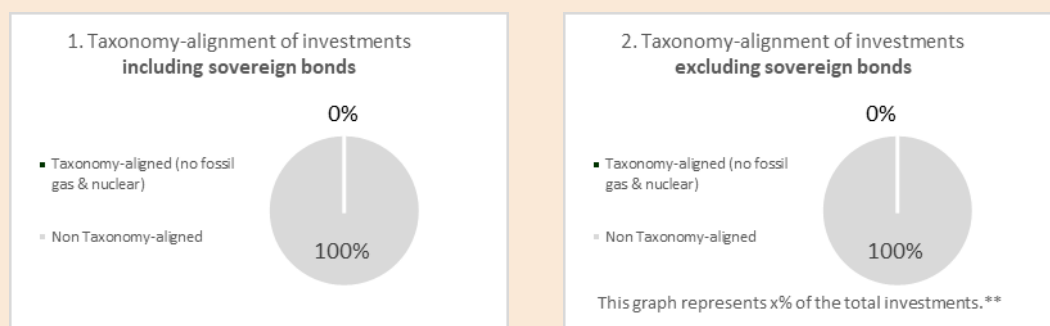 1. Taxonomy-alignment of investments
including sovereign bonds
0%
Taxonomy-aligned (no fossil
gas & nuclear)
Non Taxonomy-aligned
100%
2. Taxonomy-alignment of investments
excluding sovereign bonds
0%
Taxonomy-aligned (no fossil
gas & nuclear)
Non Taxonomy-aligned
100%
This graph represents x% of the total investments.**